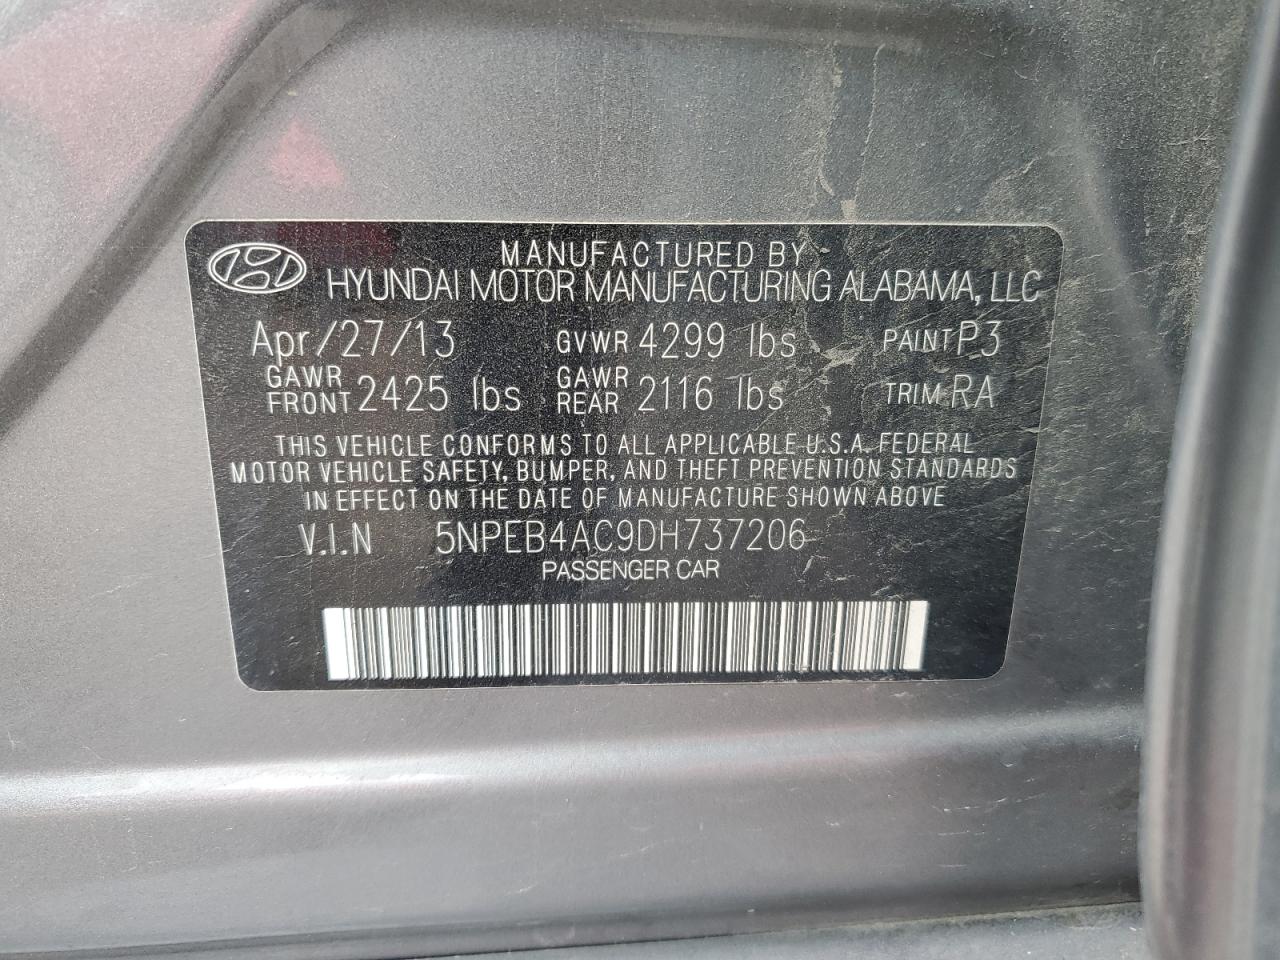 MANUFACTURED BY
HYUNDAI MOTOR MANUFACTURING ALABAMA, LLC
Apr/27/13 GVWR 4299 lbs PAINT P3
GAWR FRONT 2425 lbs GAWR REAR 2116 lbs TRIM: RA
THIS VEHICLE CONFORMS TO ALL APPLICABLE U.S.A. FEDERAL
MOTOR VEHICLE SAFETY, BUMPER, AND THEFT PREVENTION STANDARDS
IN EFFECT ON THE DATE OF MANUFACTURE SHOWN ABOVE
V.I.N 5NPEB4AC9DH737206
PASSENGER CAR